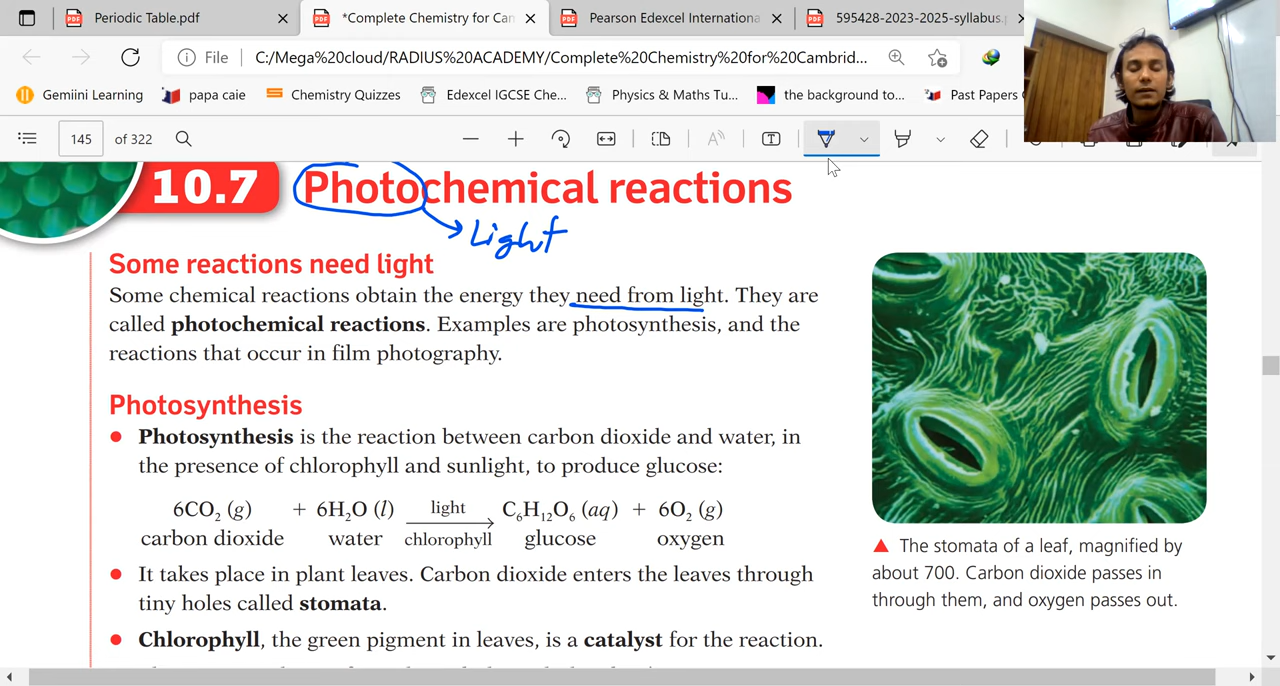 Periodic Table.pdf
*Complete Chemistry for Can
Pearson Edexcel Internationa
595428-2023-2025-syllabus.
File
C:/Mega%20cloud/RADIUS%20ACADEMY/Complete%20Chemistry%20for%20Cambrid...
Gemiini Learning
papa caie
Chemistry Quizzes
Edexcel IGCSE Che...
Physics & Maths Tu...
the background to...
Past Papers
145 of 322
10.7 Photochemical reactions
Light
Some reactions need light
Some chemical reactions obtain the energy they need from light. They are
called photochemical reactions. Examples are photosynthesis, and the
reactions that occur in film photography.
Photosynthesis
● Photosynthesis is the reaction between carbon dioxide and water, in
the presence of chlorophyll and sunlight, to produce glucose:
light
6CO₂ (g) + 6H₂O (l) C₆H₁₂O₆ (aq) + 6O₂ (g)
carbon dioxide water chlorophyll glucose oxygen
● It takes place in plant leaves. Carbon dioxide enters the leaves through
tiny holes called stomata.
● Chlorophyll, the green pigment in leaves, is a catalyst for the reaction.
▲ The stomata of a leaf, magnified by
about 700. Carbon dioxide passes in
through them, and oxygen passes out.